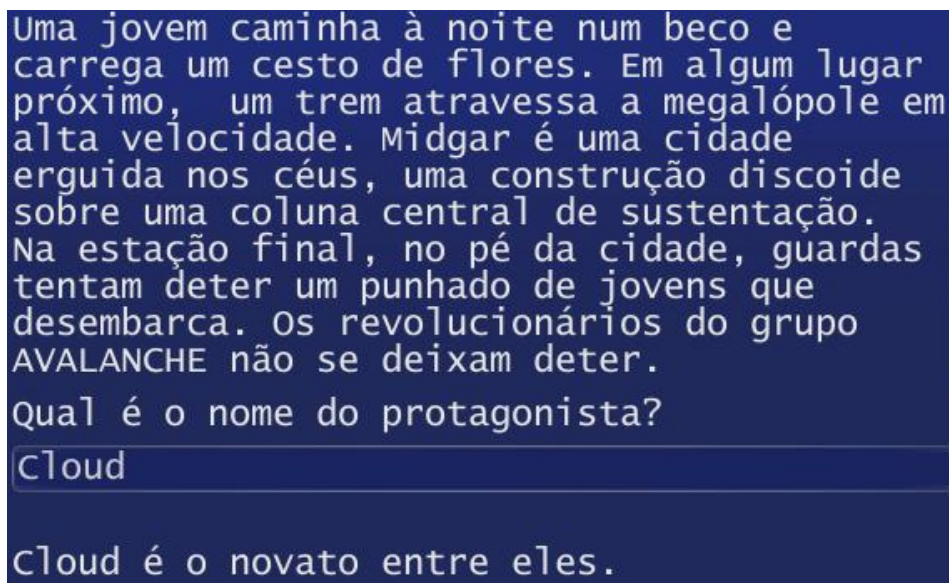 Uma jovem caminha à noite num beco e
carrega um cesto de flores. Em algum lugar
próximo,  um trem atravessa a megalópole em
alta velocidade. Midgar é uma cidade
erguida nos céus, uma construção discoide
sobre uma coluna central de sustentação.
Na estação final, no pé da cidade, guardas
tentam deter um punhado de jovens que
desembarca. Os revolucionários do grupo
AVALANCHE não se deixam deter.
Qual é o nome do protagonista?
Cloud
Cloud é o novato entre eles.